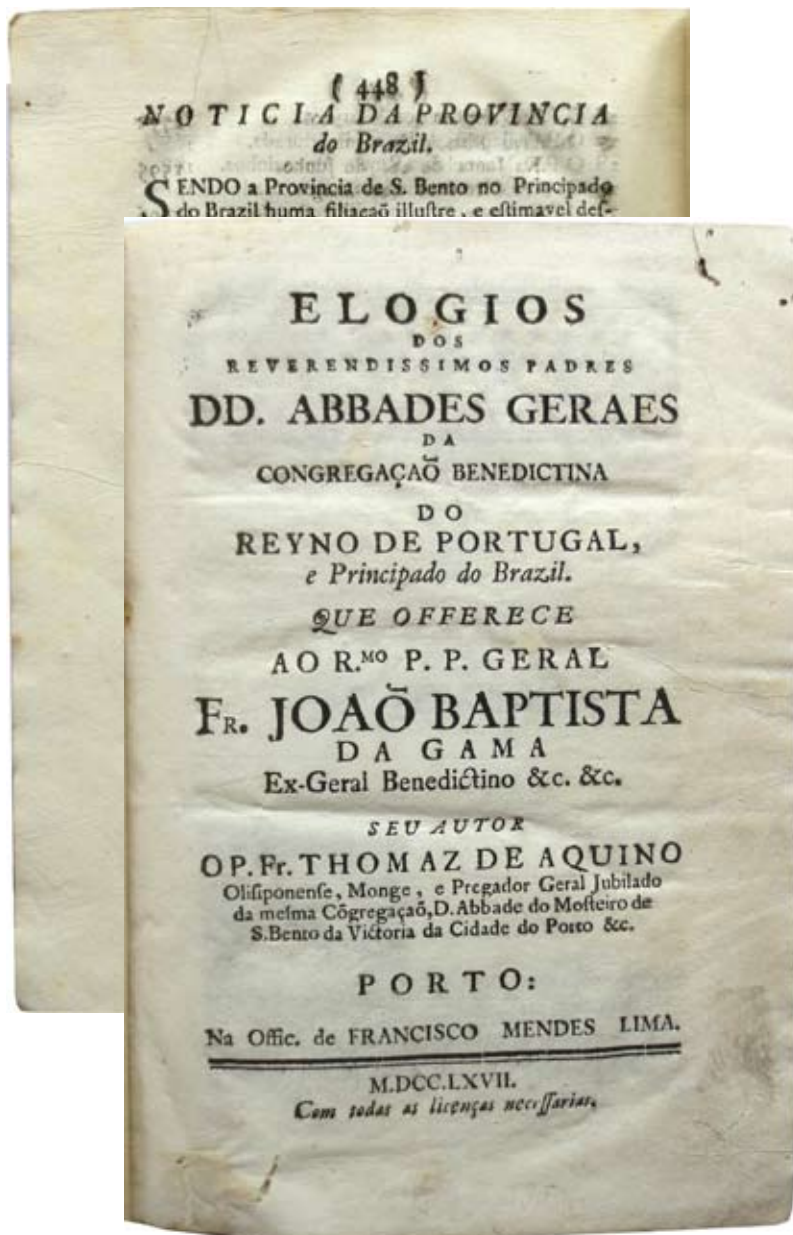 ( 448 )
NOTICIA DA PROVINCIA
do Brazil.
SENDO a Provincia de S. Bento no Principado
do Brazil huma filiaçaõ illuſtre, e eſtimavel deſ-
ELOGIOS
DOS
REVERENDISSIMOS PADRES
DD. ABBADES GERAES
DA
CONGREGAÇAÕ BENEDICTINA
DO
REYNO DE PORTUGAL,
e Principado do Brazil.
QUE OFFERECE
AO R.MO P. P. GERAL
FR. JOAÕ BAPTISTA
DA GAMA
Ex-Geral Benedictino &c. &c.
SEU AUTOR
O P. Fr. THOMAZ DE AQUINO
Oliſiponenſe, Monge, e Pregador Geral Jubilado
da meſma Cõgregaçaõ, D. Abbade do Moſteiro de
S. Bento da Victoria da Cidade do Porto &c.
PORTO:
Na Offic. de FRANCISCO MENDES LIMA.
M.DCC.LXVII.
Com todas as licenças neceſſarias.